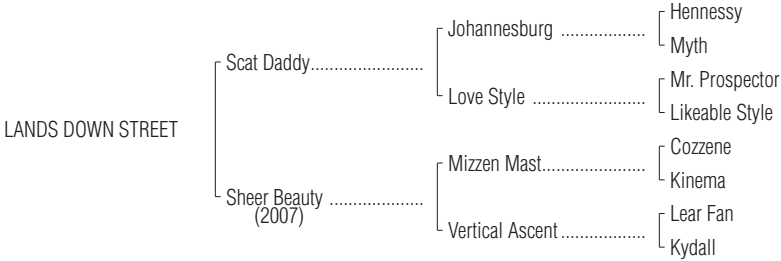 Hennessy
Johannesburg ......................
Myth
Scat Daddy.......................
Mr. Prospector
Love Style .......................
Likeable Style
LANDS DOWN STREET
Cozzene
Mizzen Mast.....................
Kinema
Sheer Beauty ...................
(2007)
Lear Fan
Vertical Ascent.................
Kydall